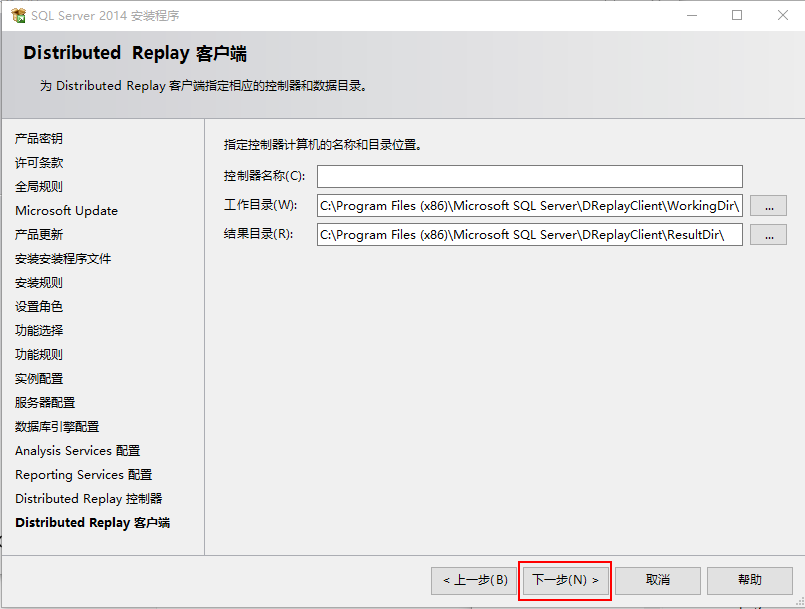 SQL Server 2014 安装程序
Distributed Replay 客户端
为 Distributed Replay 客户端指定相应的控制器和数据目录。
产品密钥
许可条款
全局规则
Microsoft Update
产品更新
安装安装程序文件
安装规则
设置角色
功能选择
功能规则
实例配置
服务器配置
数据库引擎配置
Analysis Services 配置
Reporting Services 配置
Distributed Replay 控制器
Distributed Replay 客户端
指定控制器计算机的名称和目录位置。
控制器名称(C):
工作目录(W): C:\Program Files (x86)\Microsoft SQL Server\DReplayClient\WorkingDir\ ...
结果目录(R): C:\Program Files (x86)\Microsoft SQL Server\DReplayClient\ResultDir\ ...
< 上一步(B) 下一步(N) > 取消 帮助